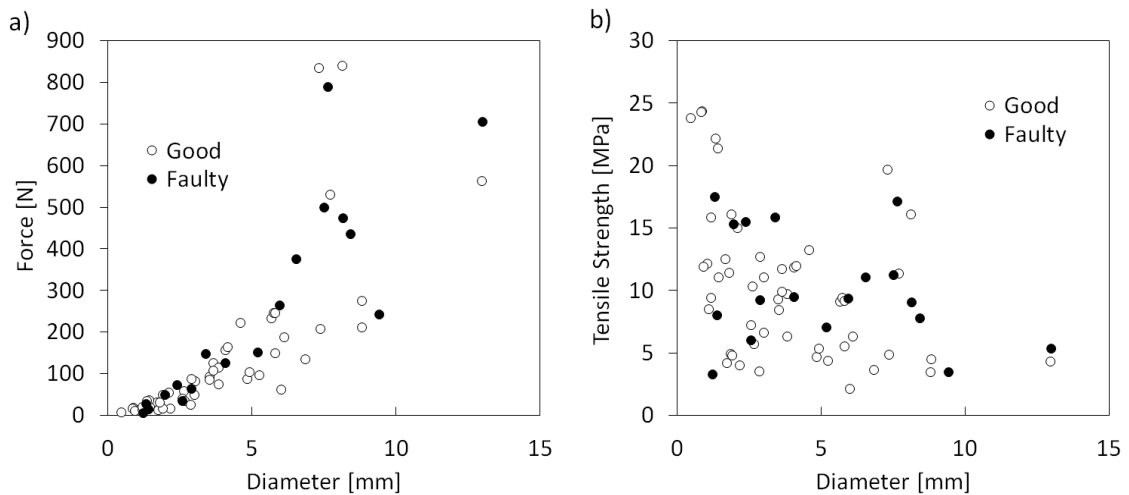 a)
900
800
700
600
500
400
300
200
100
0
Force [N]
Good
Faulty
0 5 10 15
Diameter [mm]
b)
30
25
20
15
10
5
0
Tensile Strength [MPa]
Good
Faulty
0 5 10 15
Diameter [mm]